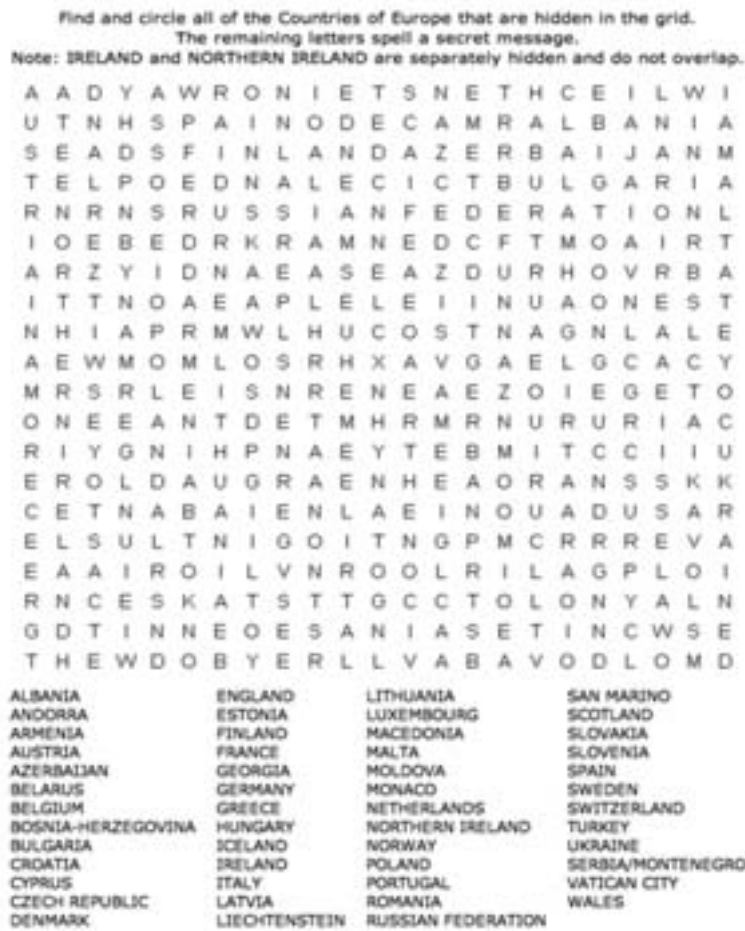 Find and circle all of the Countries of Europe that are hidden in the grid.
The remaining letters spell a secret message.
Note: IRELAND and NORTHERN IRELAND are separately hidden and do not overlap.
A A D Y A W R O N I E T S N E T H C E I L W I
U T N H S P A I N O D E C A M R A L B A N I A
S E A D S F I N L A N D A Z E R B A I J A N M
T E L P O E D N A L E C I C T B U L G A R I A
R N R N S R U S S I A N F E D E R A T I O N L
I O E B E D R K R A M N E D C F T M O A I R T
A R Z Y I D N A E A S E A Z D U R H O V R B A
I T T N O A E A P L E L E I I N U A O N E S T
N H I A P R M W L H U C O S T N A G N L A L E
A E W M O M L O S R H X A V G A E L G C A C Y
M R S R L E I S N R E N E A E Z O I E G E T O
O N E E A N T D E T M H R M R N U R U R I A C
R I Y G N I H P N A E Y T E B M I T C C I I U
E R O L D A U G R A E N H E A O R A N S S K K
C E T N A B A I E N L A E I N O U A D U S A R
E L S U L T N I G O I T N G P M C R R R E V A
E A A I R O I L V N R O O L R I L A G P L O I
R N C E S K A T S T T G C C T O L O N Y A L N
G D T I N N E O E S A N I A S E T I N C W S E
T H E W D O B Y E R L L V A B A V O D L O M D
ALBANIA ENGLAND LITHUANIA SAN MARINO
ANDORRA ESTONIA LUXEMBOURG SCOTLAND
ARMENIA FINLAND MACEDONIA SLOVAKIA
AUSTRIA FRANCE MALTA SLOVENIA
AZERBAIJAN GEORGIA MOLDOVA SPAIN
BELARUS GERMANY MONACO SWEDEN
BELGIUM GREECE NETHERLANDS SWITZERLAND
BOSNIA-HERZEGOVINA HUNGARY NORTHERN IRELAND TURKEY
BULGARIA ICELAND NORWAY UKRAINE
CROATIA IRELAND POLAND SERBIA/MONTENEGRO
CYPRUS ITALY PORTUGAL VATICAN CITY
CZECH REPUBLIC LATVIA ROMANIA WALES
DENMARK LIECHTENSTEIN RUSSIAN FEDERATION